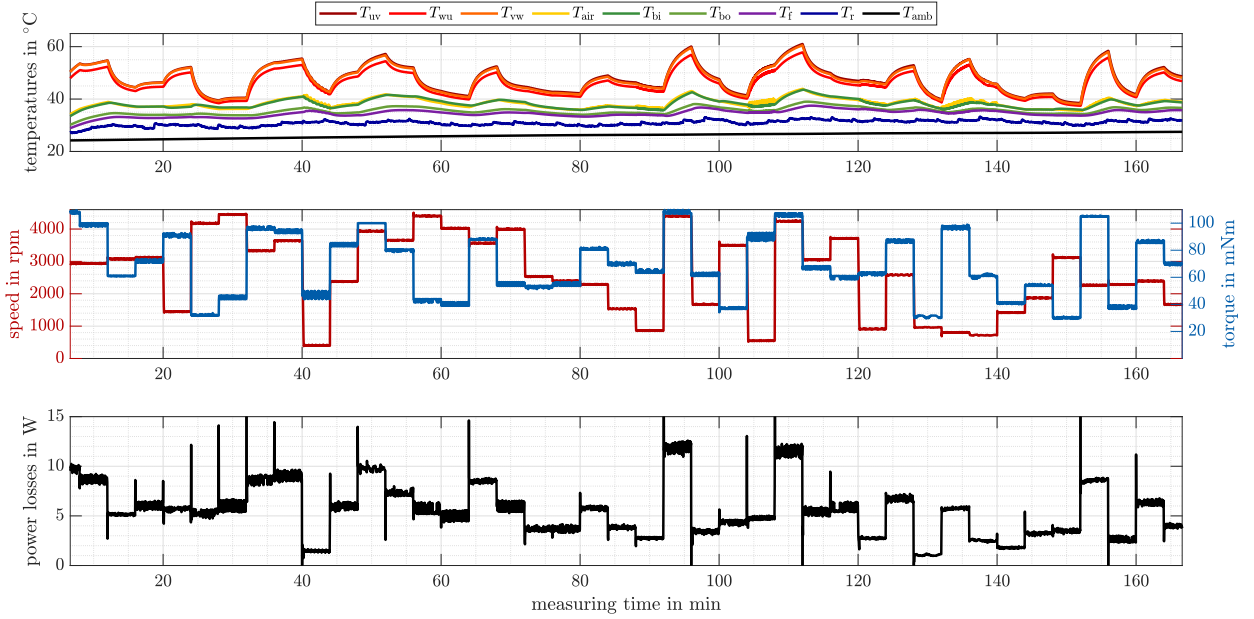 T_uv T_wu T_vw T_air T_bi T_bo T_f T_r T_amb
temperatures in °C
60
40
20
20 40 60 80 100 120 140 160
speed in rpm
4000
3000
2000
1000
0
100
80
60
40
20
torque in mNm
20 40 60 80 100 120 140 160
power losses in W
15
10
5
0
20 40 60 80 100 120 140 160
measuring time in min